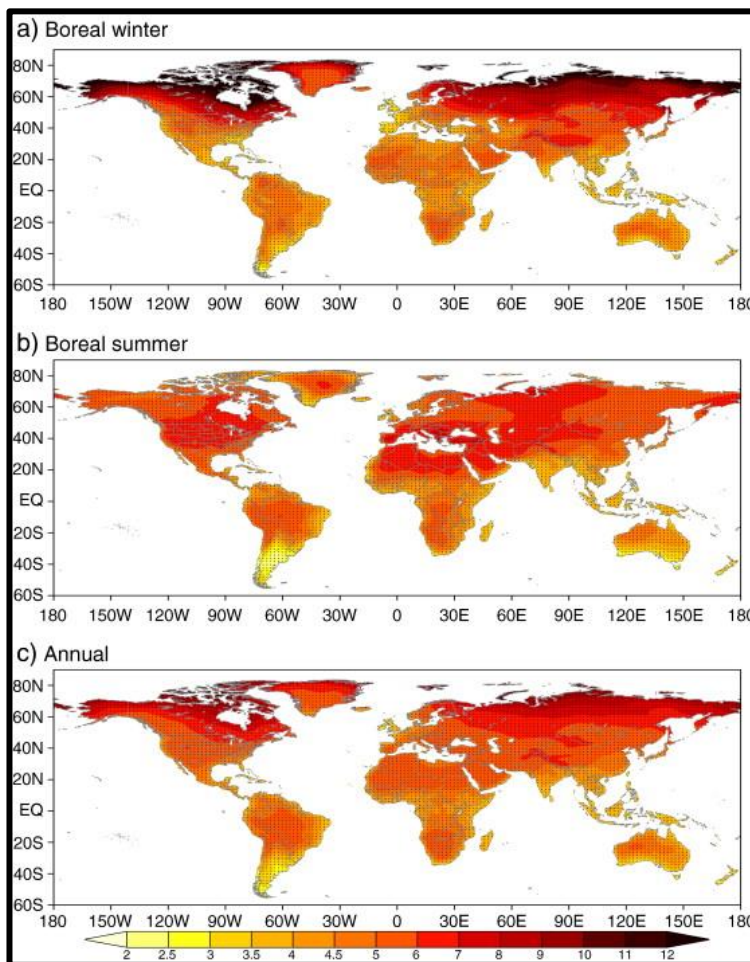 a) Boreal winter
80N
60N
40N
20N
EQ
20S
40S
60S
180 150W 120W 90W 60W 30W 0 30E 60E 90E 120E 150E 180
b) Boreal summer
80N
60N
40N
20N
EQ
20S
40S
60S
180 150W 120W 90W 60W 30W 0 30E 60E 90E 120E 150E 180
c) Annual
80N
60N
40N
20N
EQ
20S
40S
60S
180 150W 120W 90W 60W 30W 0 30E 60E 90E 120E 150E 180
2 2.5 3 3.5 4 4.5 5 6 7 8 9 10 11 12